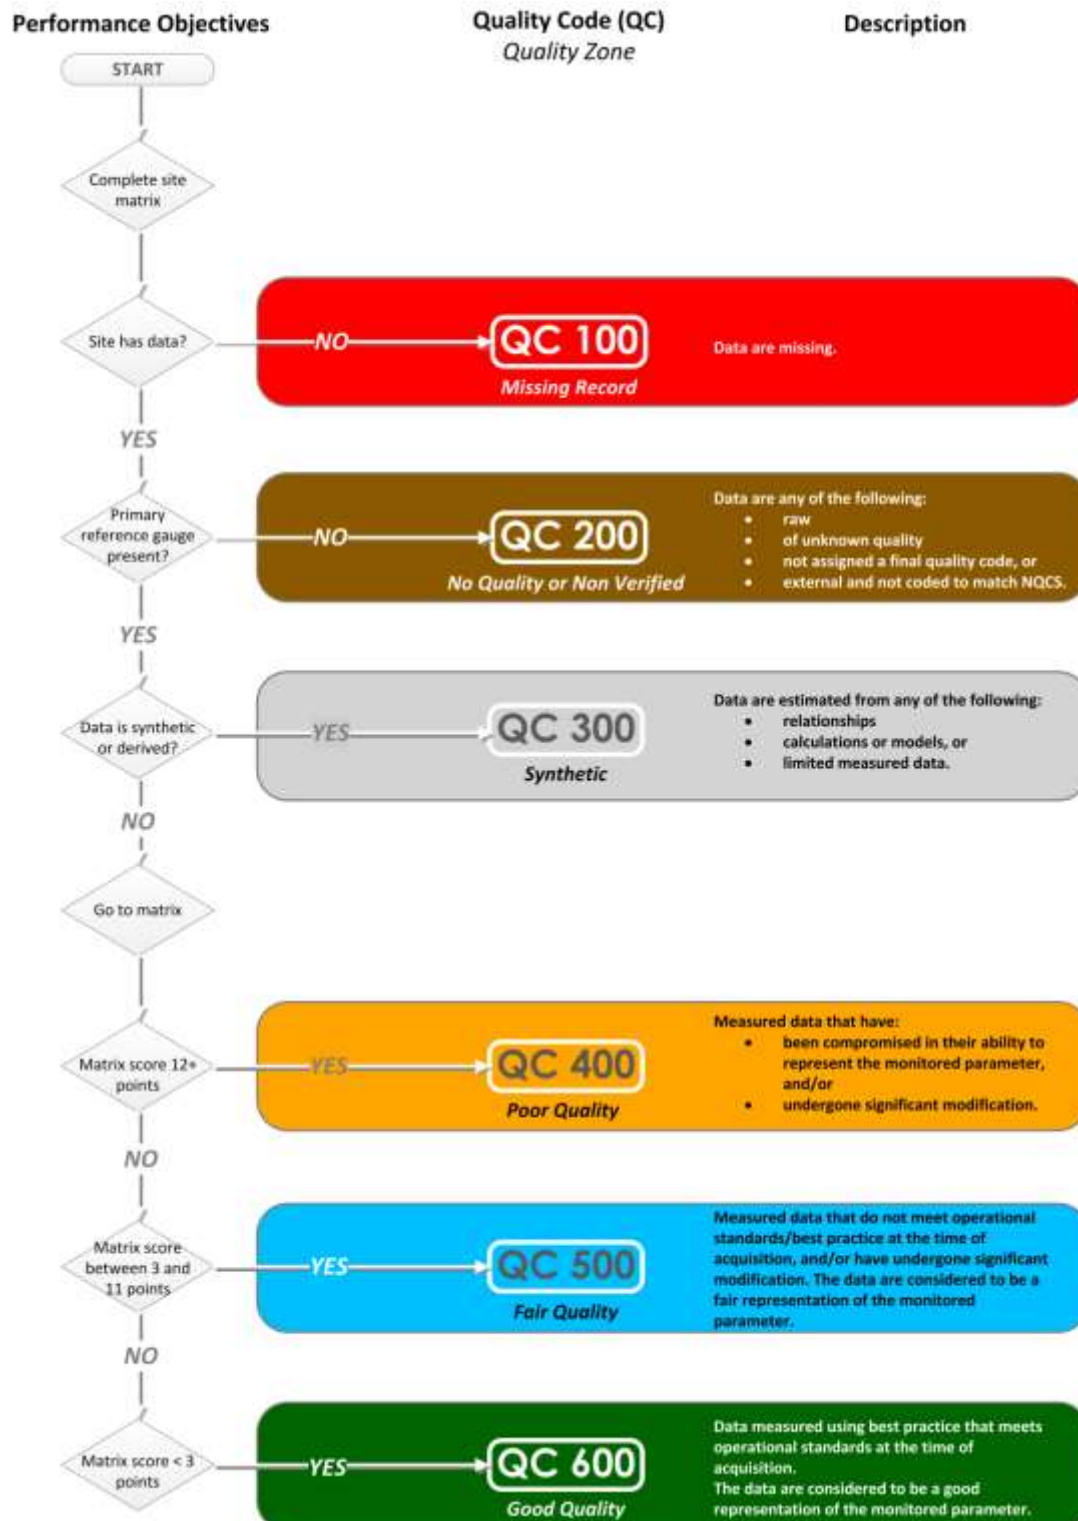 Performance Objectives
Quality Code (QC)
Quality Zone
Description
START
Complete site
matrix
Site has data?
NO
QC 100
Missing Record
Data are missing.
YES
Primary
reference gauge
present?
NO
QC 200
No Quality or Non Verified
Data are any of the following:
• raw
• of unknown quality
• not assigned a final quality code, or
• external and not coded to match NQCS.
YES
Data is synthetic
or derived?
YES
QC 300
Synthetic
Data are estimated from any of the following:
• relationships
• calculations or models, or
• limited measured data.
NO
Go to matrix
Matrix score 12+
points
YES
QC 400
Poor Quality
Measured data that have:
• been compromised in their ability to
represent the monitored parameter,
and/or
• undergone significant modification.
NO
Matrix score
between 3 and
11 points
YES
QC 500
Fair Quality
Measured data that do not meet operational
standards/best practice at the time of
acquisition, and/or have undergone significant
modification. The data are considered to be a
fair representation of the monitored
parameter.
NO
Matrix score < 3
points
YES
QC 600
Good Quality
Data measured using best practice that meets
operational standards at the time of
acquisition.
The data are considered to be a good
representation of the monitored parameter.